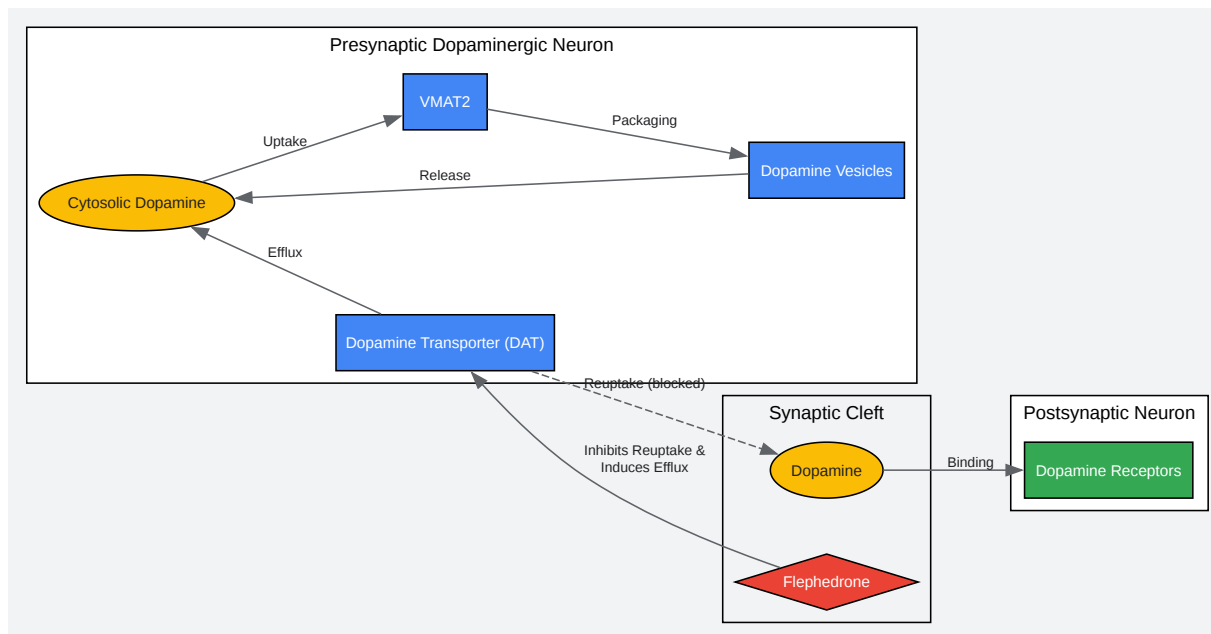 Presynaptic Dopaminergic Neuron
VMAT2
Packaging
Uptake
Dopamine Vesicles
Release
Cytosolic Dopamine
Efflux
Dopamine Transporter (DAT)
Reuptake (blocked)
Synaptic Cleft
Postsynaptic Neuron
Inhibits Reuptake &
Induces Efflux
Dopamine
Binding
Dopamine Receptors
Flephedrone